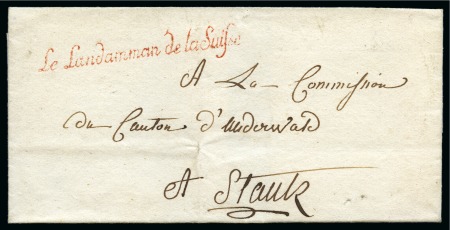 Le Landamman de la Suisse
A La Commission
du Canton d'Underwald
A Stantz